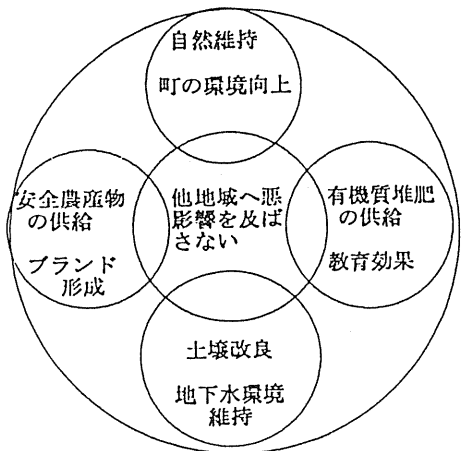 自然維持
町の環境向上
安全農産物
の供給
ブランド
形成
他地域へ悪
影響を及ば
さない
有機質堆肥
の供給
教育効果
土壌改良
地下水環境
維持